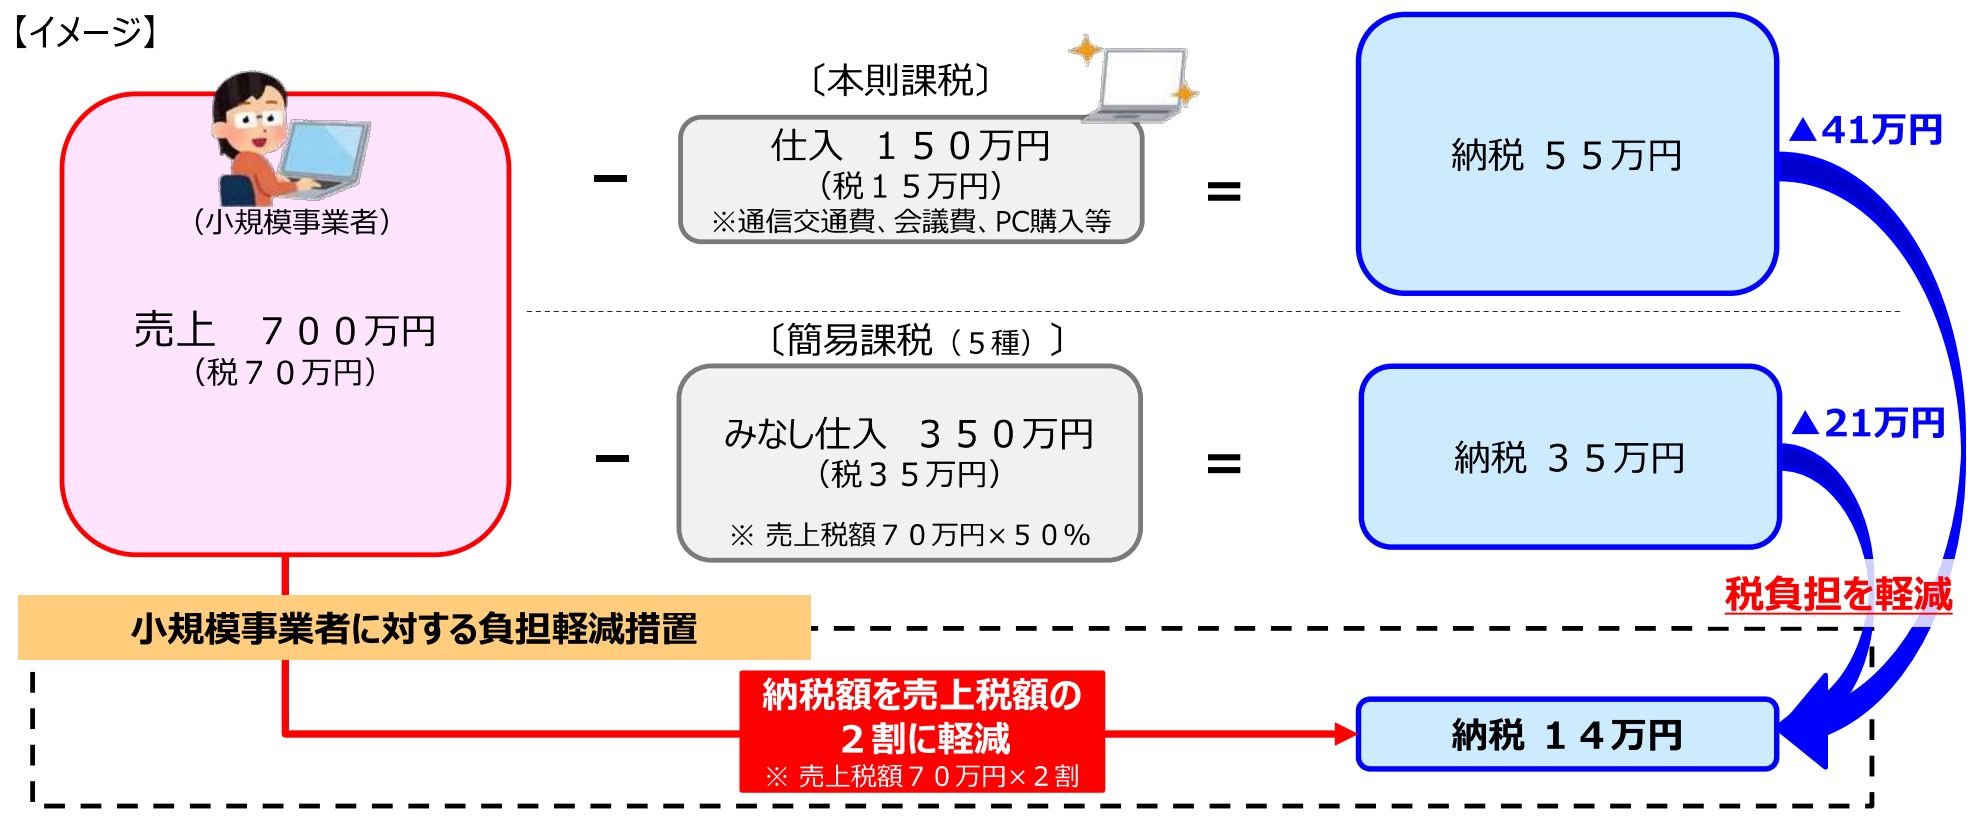 【イメージ】
（小規模事業者）
売上　７００万円
（税７０万円）
〔本則課税〕
－
仕入　１５０万円
（税１５万円）
※通信交通費、会議費、PC購入等
＝
納税 ５５万円
▲41万円
〔簡易課税（５種）〕
－
みなし仕入　３５０万円
（税３５万円）
※ 売上税額７０万円×５０％
＝
納税 ３５万円
▲21万円
税負担を軽減
小規模事業者に対する負担軽減措置
納税額を売上税額の
２割に軽減
※ 売上税額７０万円×２割
納税 １４万円